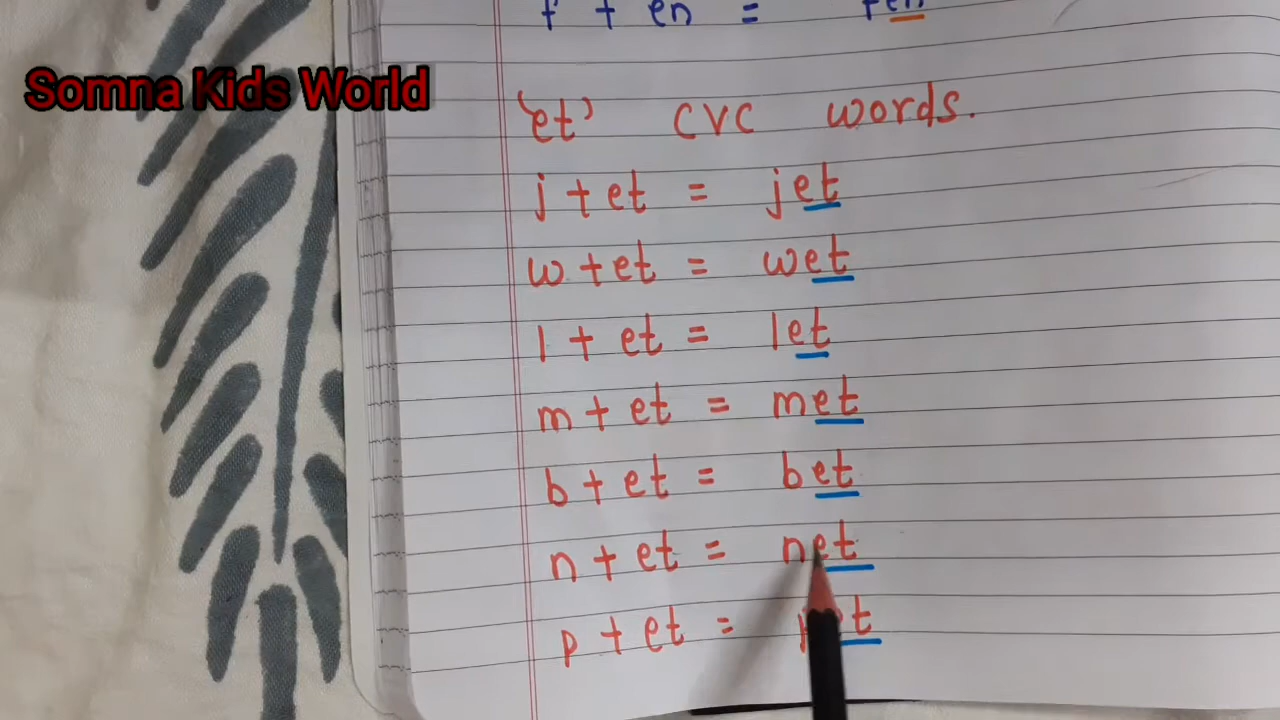 + en =
Somna Kids World
'et' cvc words.
j + et = jet
w + et = wet
l + et = let
m + et = met
b + et = bet
n + et = net
p + et =